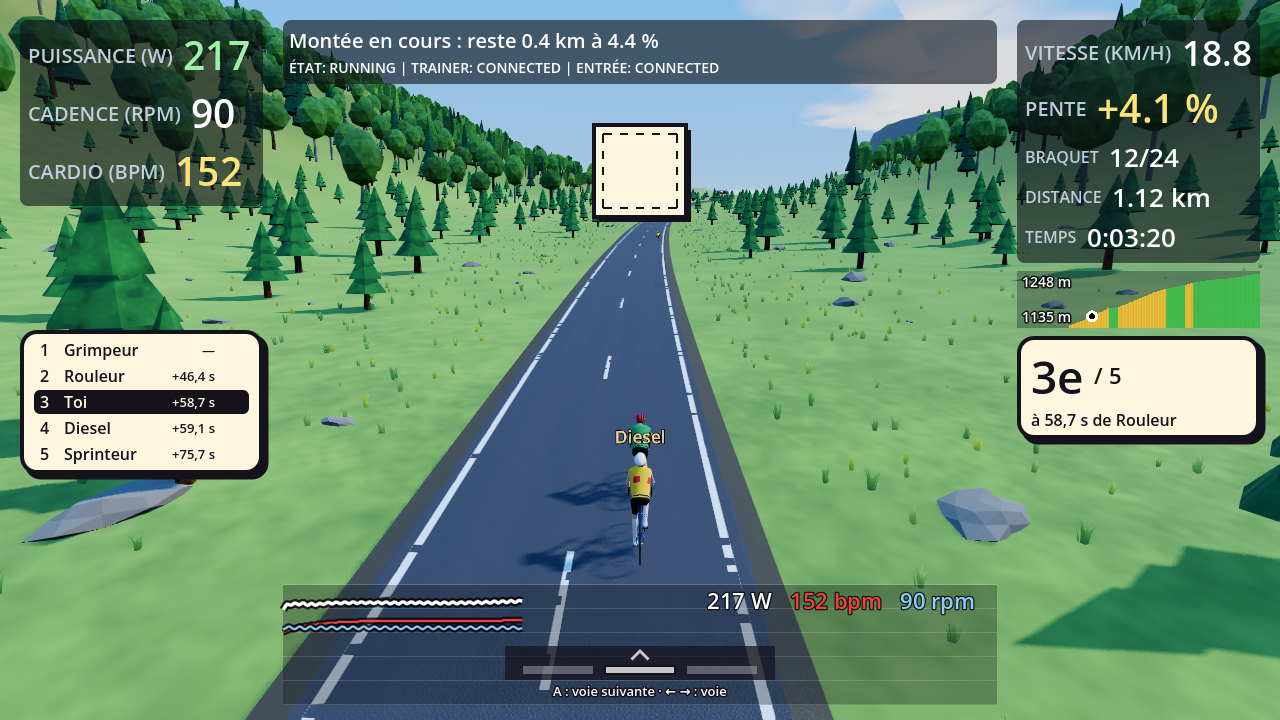 PUISSANCE (W) 217
CADENCE (RPM) 90
CARDIO (BPM) 152
Montée en cours : reste 0.4 km à 4.4 %
ÉTAT: RUNNING | TRAINER: CONNECTED | ENTRÉE: CONNECTED
VITESSE (KM/H) 18.8
PENTE +4.1 %
BRAQUET 12/24
DISTANCE 1.12 km
TEMPS 0:03:20
1248 m
1135 m
1 Grimpeur —
2 Rouleur +46,4 s
3 Toi +58,7 s
4 Diesel +59,1 s
5 Sprinteur +75,7 s
3e / 5
à 58,7 s de Rouleur
Diesel
217 W 152 bpm 90 rpm
A : voie suivante · ← → : voie